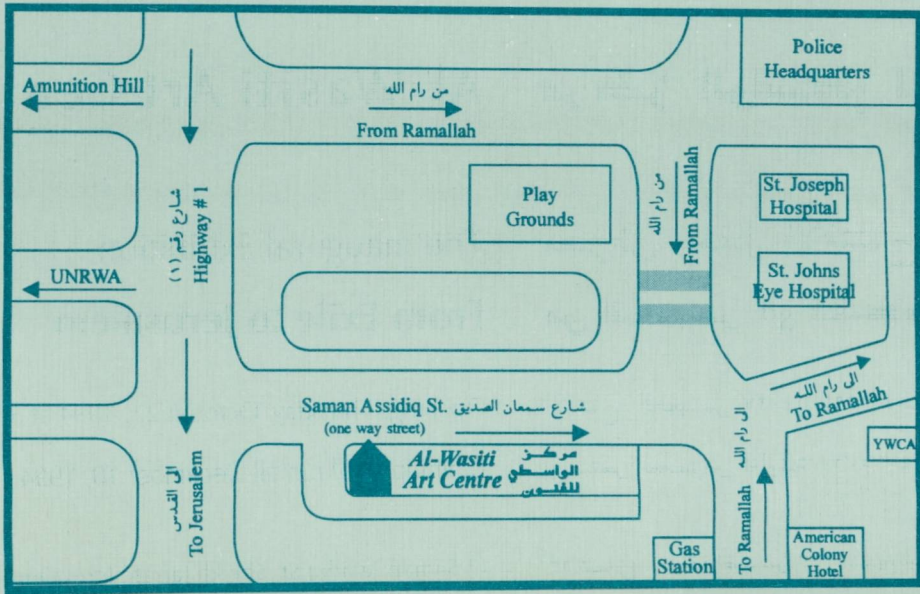 Police
Headquarters
Amunition Hill
من رام الله
From Ramallah
شارع رقم (١)
Highway # 1
Play
Grounds
من رام الله
From Ramallah
St. Joseph
Hospital
St. Johns
Eye Hospital
UNRWA
الى رام الله
To Ramallah
Saman Assidiq St. شارع سمعان الصديق
(one way street)
Al-Wasiti
Art Centre
مركز
الواسطي
للفنون
الى القدس
To Jerusalem
الى رام الله
To Ramallah
YWCA
Gas
Station
American
Colony
Hotel